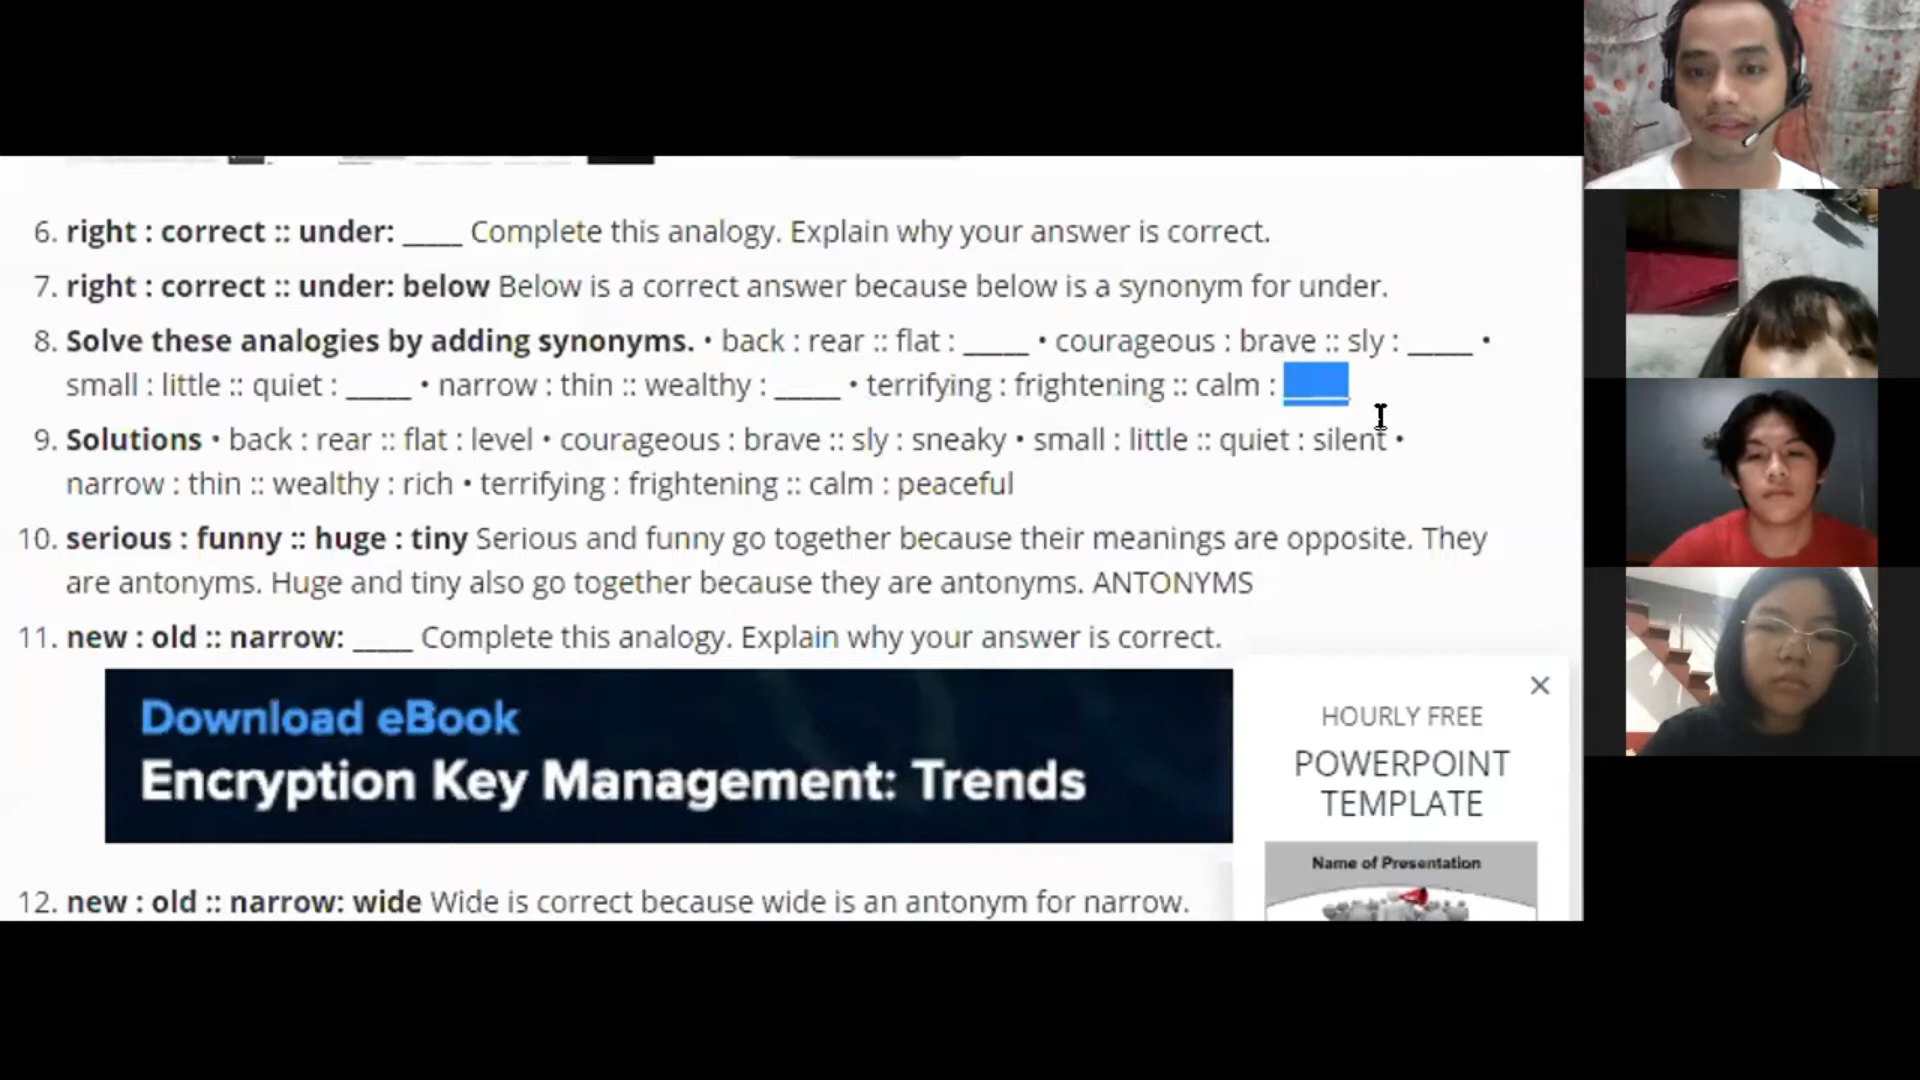 6. right : correct :: under: _____ Complete this analogy. Explain why your answer is correct.
7. right : correct :: under: below Below is a correct answer because below is a synonym for under.
8. Solve these analogies by adding synonyms. • back : rear :: flat : _____ • courageous : brave :: sly : _____ •
small : little :: quiet : _____ • narrow : thin :: wealthy : _____ • terrifying : frightening :: calm : _____
9. Solutions • back : rear :: flat : level • courageous : brave :: sly : sneaky • small : little :: quiet : silent •
narrow : thin :: wealthy : rich • terrifying : frightening :: calm : peaceful
10. serious : funny :: huge : tiny Serious and funny go together because their meanings are opposite. They
are antonyms. Huge and tiny also go together because they are antonyms. ANTONYMS
11. new : old :: narrow: _____ Complete this analogy. Explain why your answer is correct.
Download eBook
Encryption Key Management: Trends
HOURLY FREE
POWERPOINT
TEMPLATE
Name of Presentation
12. new : old :: narrow: wide Wide is correct because wide is an antonym for narrow.